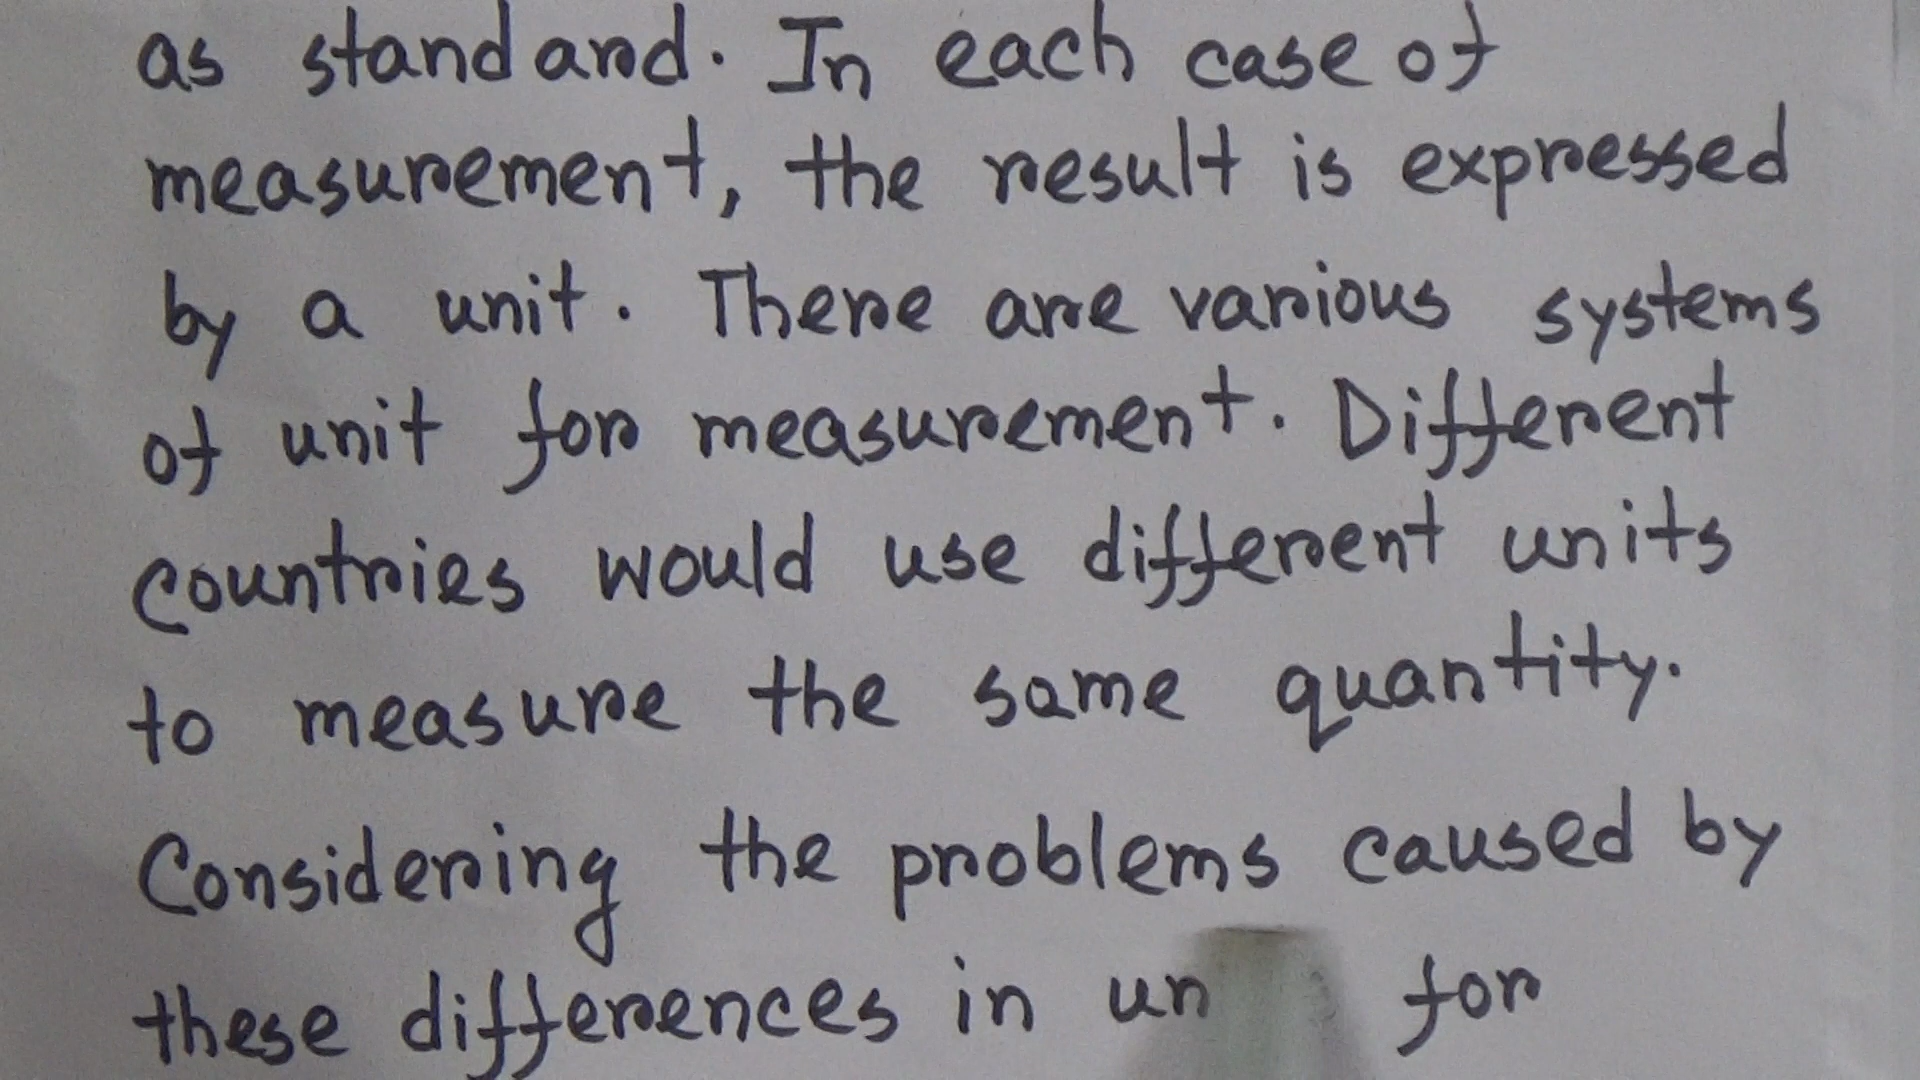 as standard. In each case of
measurement, the result is expressed
by a unit. There are various systems
of unit for measurement. Different
countries would use different units
to measure the same quantity.
Considering the problems caused by
these differences in un for